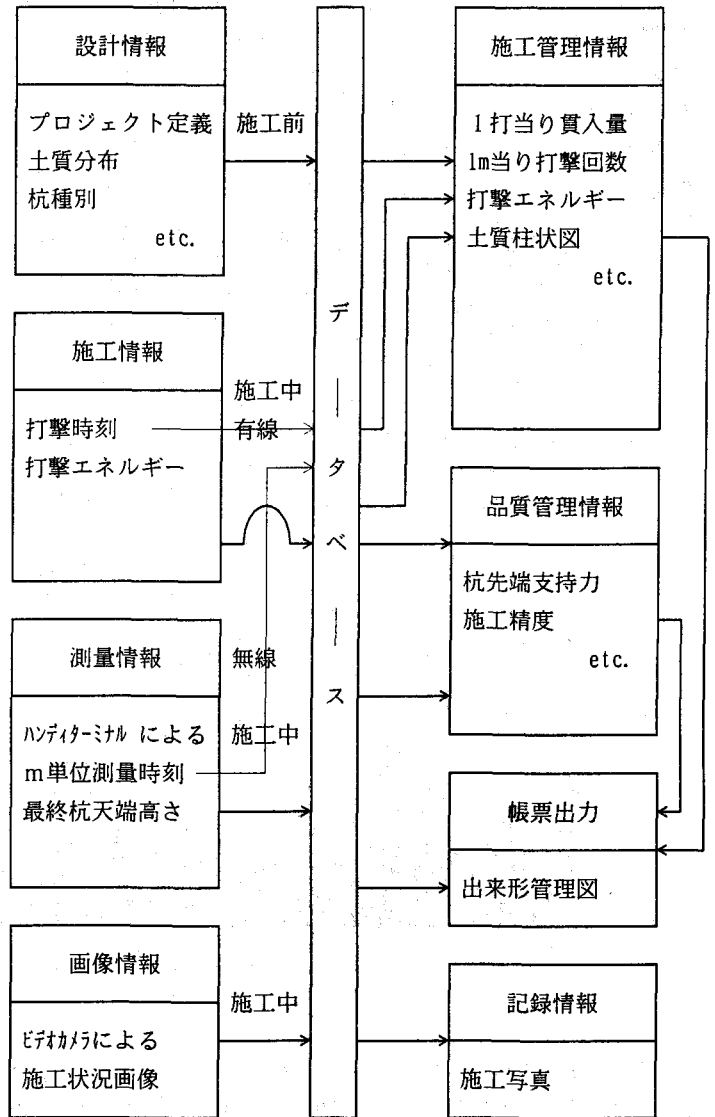 設計情報
プロジェクト定義
土質分布
杭種別
etc.
施工前
施工情報
打撃時刻
打撃エネルギー
施工中
有線
測量情報
無線
ﾊﾝﾃﾞｨﾀｰﾐﾅﾙ による
m単位測量時刻
最終杭天端高さ
施工中
画像情報
ﾋﾞﾃﾞｵｶﾒﾗによる
施工状況画像
施工中
データベース
施工管理情報
1打当り貫入量
1m当り打撃回数
打撃エネルギー
土質柱状図
etc.
品質管理情報
杭先端支持力
施工精度
etc.
帳票出力
出来形管理図
記録情報
施工写真